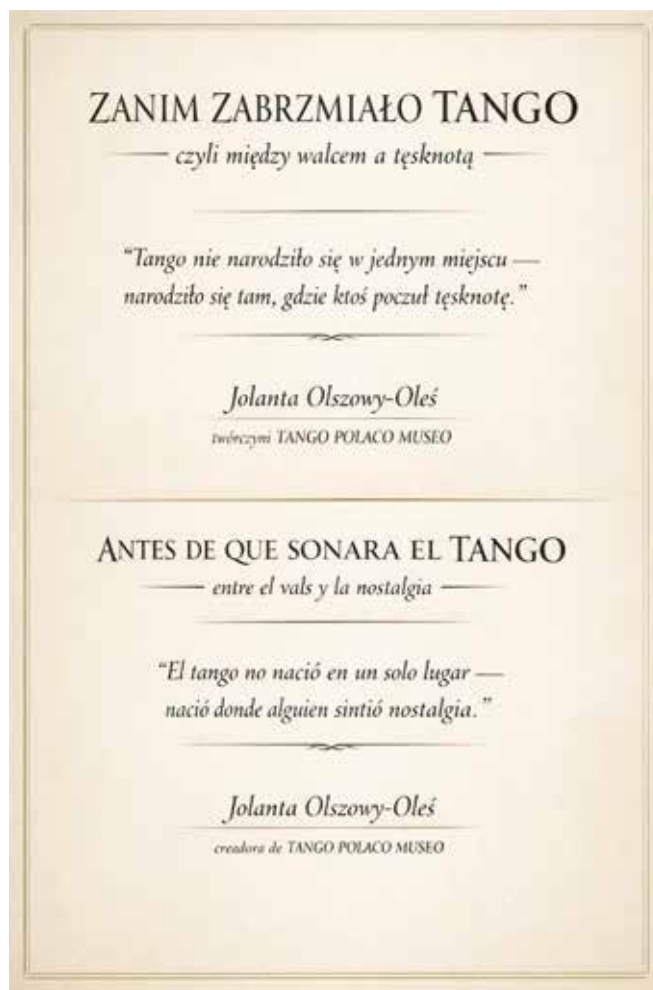 ZANIM ZABRZMIAŁO TANGO
— czyli między walcem a tęsknotą —
“Tango nie narodziło się w jednym miejscu —
narodziło się tam, gdzie ktoś poczuł tęsknotę.”
Jolanta Olszowy-Oleś
twórczyni TANGO POLACO MUSEO
ANTES DE QUE SONARA EL TANGO
— entre el vals y la nostalgia —
“El tango no nació en un solo lugar —
nació donde alguien sintió nostalgia.”
Jolanta Olszowy-Oleś
creadora de TANGO POLACO MUSEO